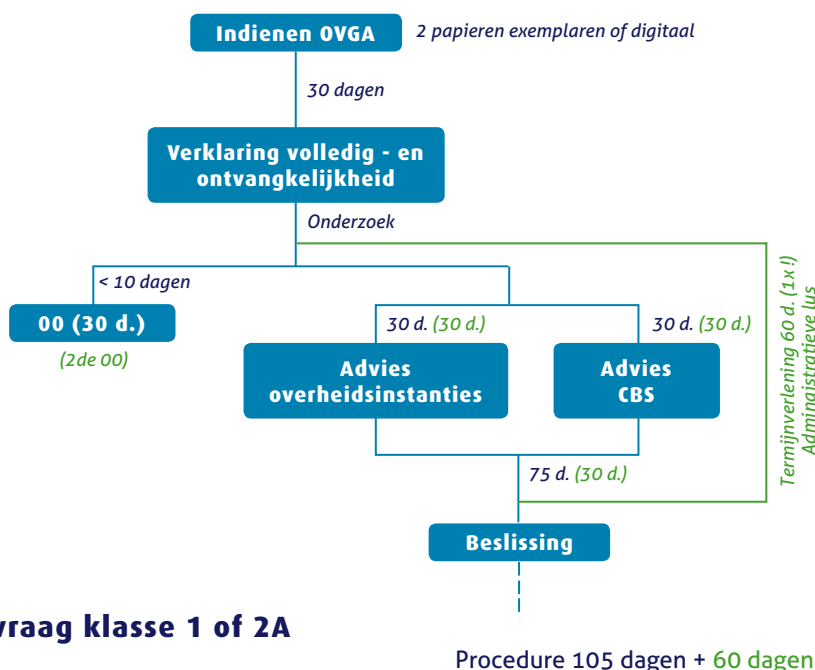 Indienen OVGA
2 papieren exemplaren of digitaal
30 dagen
Verklaring volledig - en
ontvangkelijkheid
Onderzoek
< 10 dagen
OO (30 d.)
(2de OO)
30 d. (30 d.)
30 d. (30 d.)
Advies
overheidsinstanties
Advies
CBS
Termijnverlening 60 d. (1x !)
Admingistratieve lus
75 d. (30 d.)
Beslissing
vraag klasse 1 of 2A
Procedure 105 dagen + 60 dagen